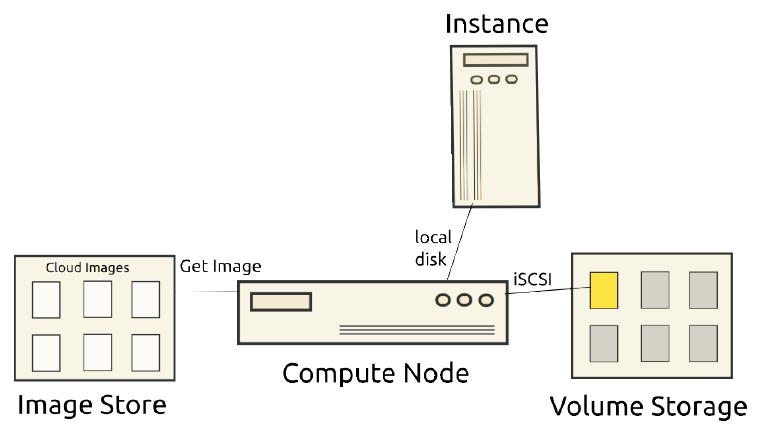 Instance
local
disk
Cloud Images
Get Image
iSCSI
Compute Node
Image Store
Volume Storage